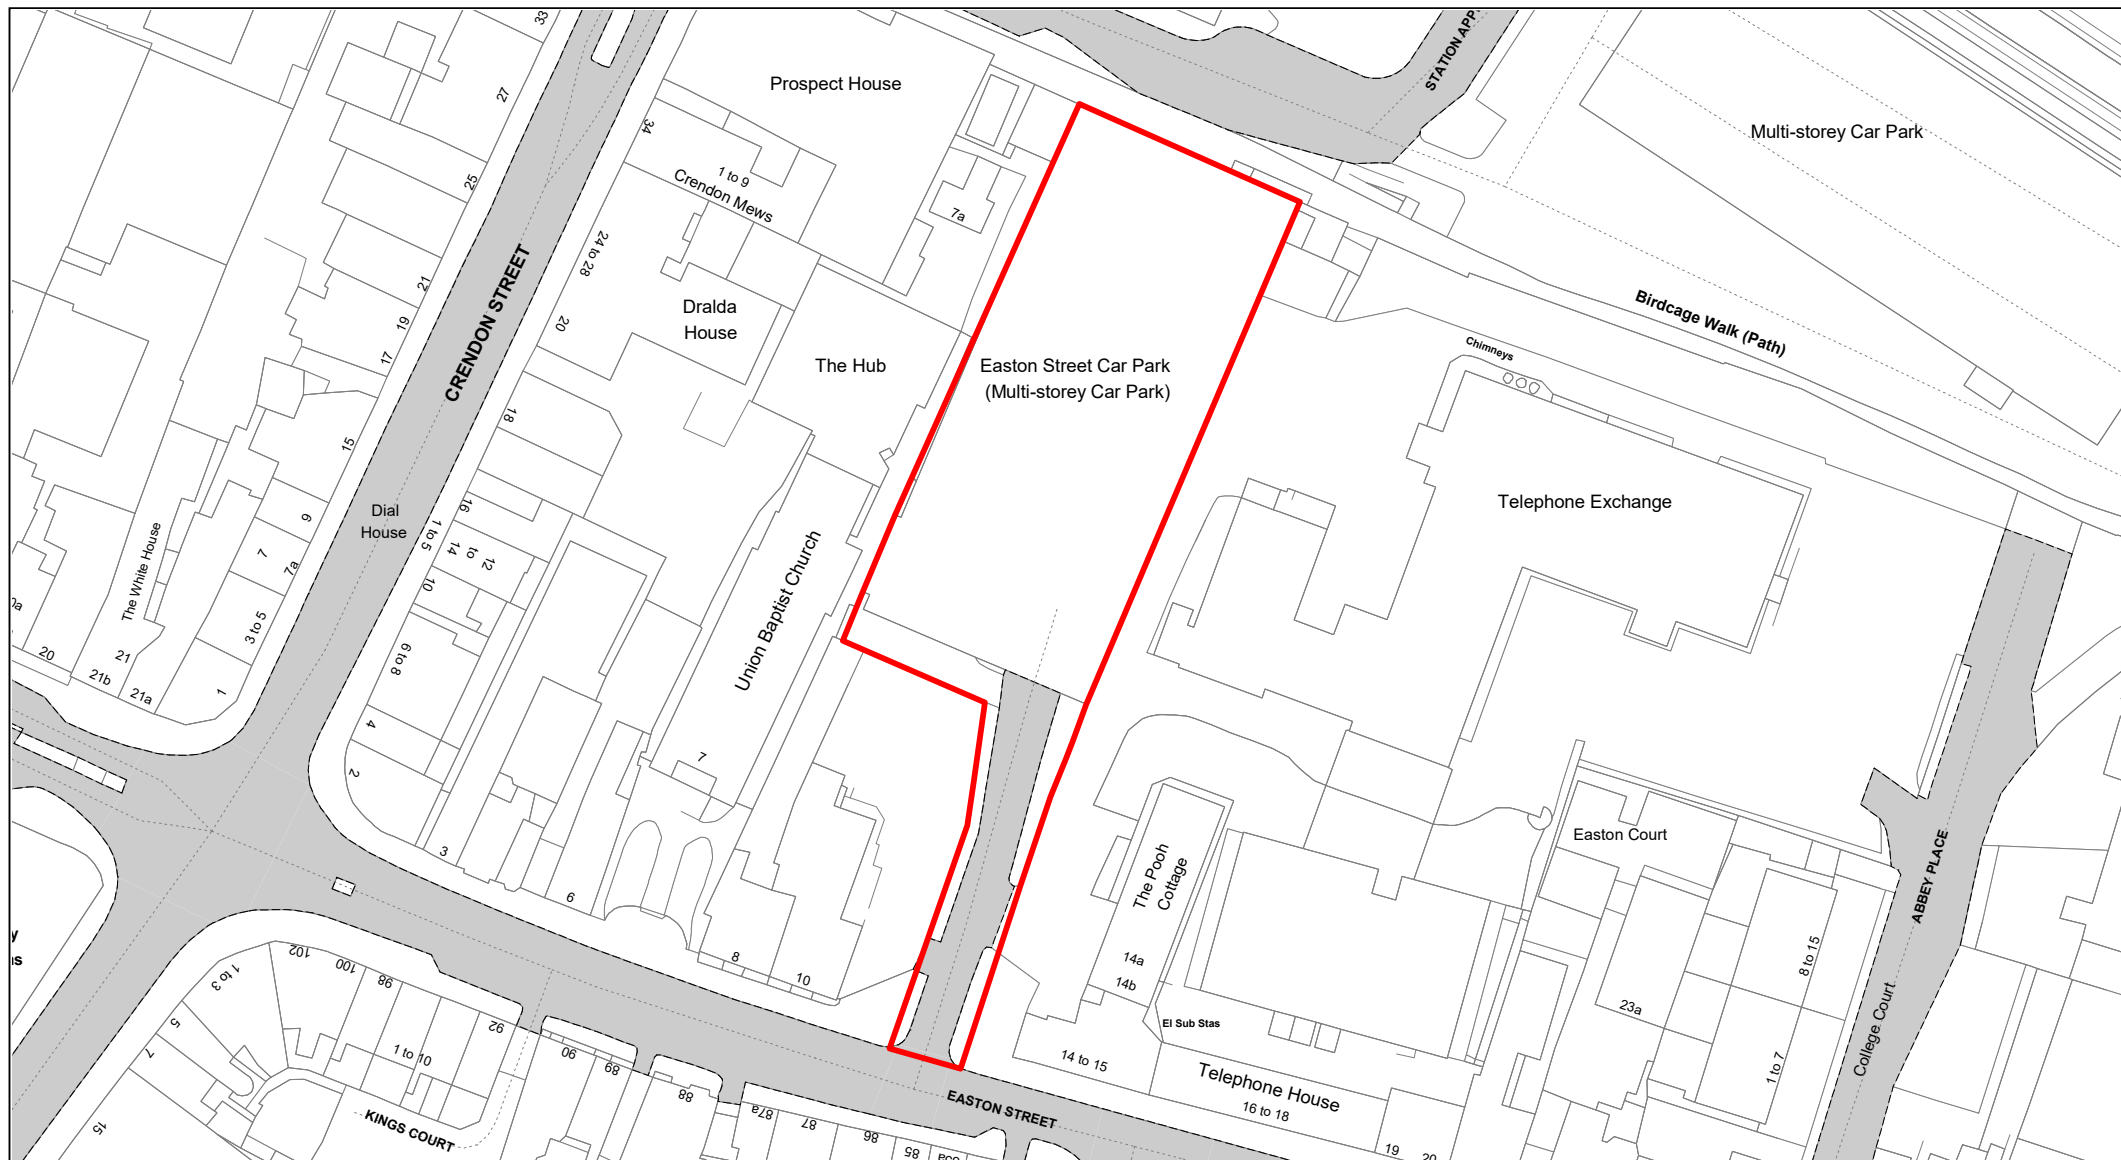 33
27
25
21
19
17
15
9
7
7a
3 to 5
1
20
21
21b
21a
The White House
CRENDON STREET
Dial
House
Prospect House
34
1 to 9
Crendon Mews
7a
24 to 28
20
Dralda
House
The Hub
18
16
1 to 5
12
to
14
10
6 to 8
4
2
3
6
Union Baptist Church
7
8
10
STATION APP
Multi-storey Car Park
Easton Street Car Park
(Multi-storey Car Park)
Birdcage Walk (Path)
Chimneys
Telephone Exchange
The Pooh
Cottage
14a
14b
El Sub Stas
14 to 15
Telephone House
16 to 18
19
20
Easton Court
23a
8 to 15
1 to 7
ABBEY PLACE
College Court
EASTON STREET
102
100
98
92
1 to 3
5
7
15
1 to 10
KINGS COURT
90
89
88
87a
87
86
85